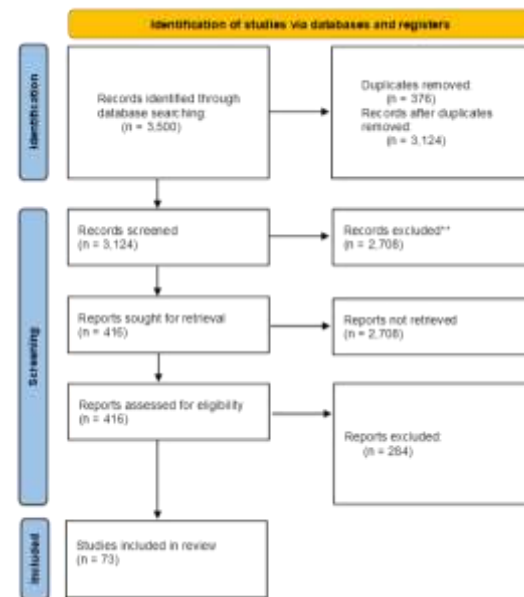 Identification of studies via databases and registers
Identification
Records identified through
database searching:
(n = 3,500)
Duplicates removed:
(n = 376)
Records after duplicates
removed
(n = 3,124)
Screening
Records screened
(n = 3,124)
Records excluded**
(n = 2,708)
Reports sought for retrieval
(n = 416)
Reports not retrieved
(n = 2,708)
Reports assessed for eligibility
(n = 416)
Reports excluded:
(n = 284)
Included
Studies included in review
(n = 73)